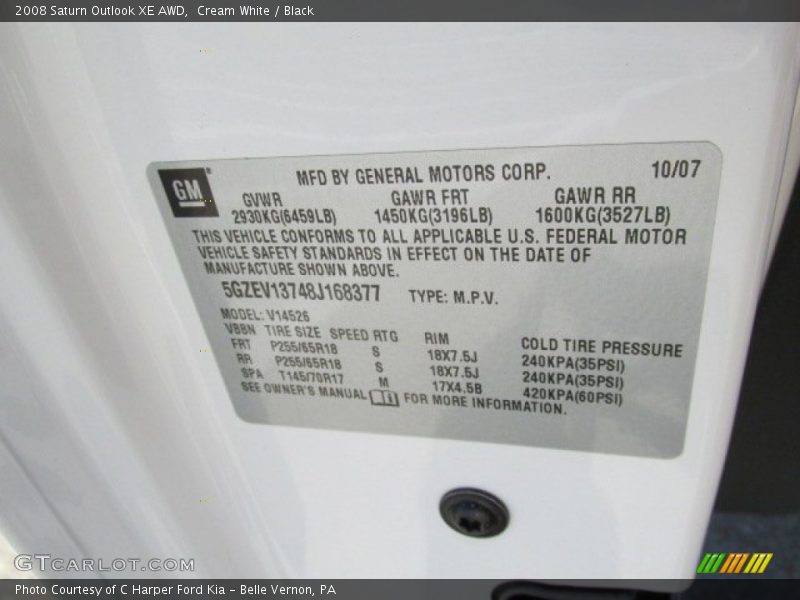 2008 Saturn Outlook XE AWD, Cream White / Black
MFD BY GENERAL MOTORS CORP. 10/07
GM
GVWR GAWR FRT GAWR RR
2930KG(6459LB) 1450KG(3196LB) 1600KG(3527LB)
THIS VEHICLE CONFORMS TO ALL APPLICABLE U.S. FEDERAL MOTOR
VEHICLE SAFETY STANDARDS IN EFFECT ON THE DATE OF
MANUFACTURE SHOWN ABOVE.
5GZEV13748J168377 TYPE: M.P.V.
MODEL: V14526
VBBN TIRE SIZE SPEED RTG RIM COLD TIRE PRESSURE
FRT P255/65R18 S 18X7.5J 240KPA(35PSI)
RR P255/65R18 S 18X7.5J 240KPA(35PSI)
SPA T145/70R17 M 17X4.5B 420KPA(60PSI)
SEE OWNER'S MANUAL FOR MORE INFORMATION.
GTCARLOT.COM
Photo Courtesy of C Harper Ford Kia - Belle Vernon, PA